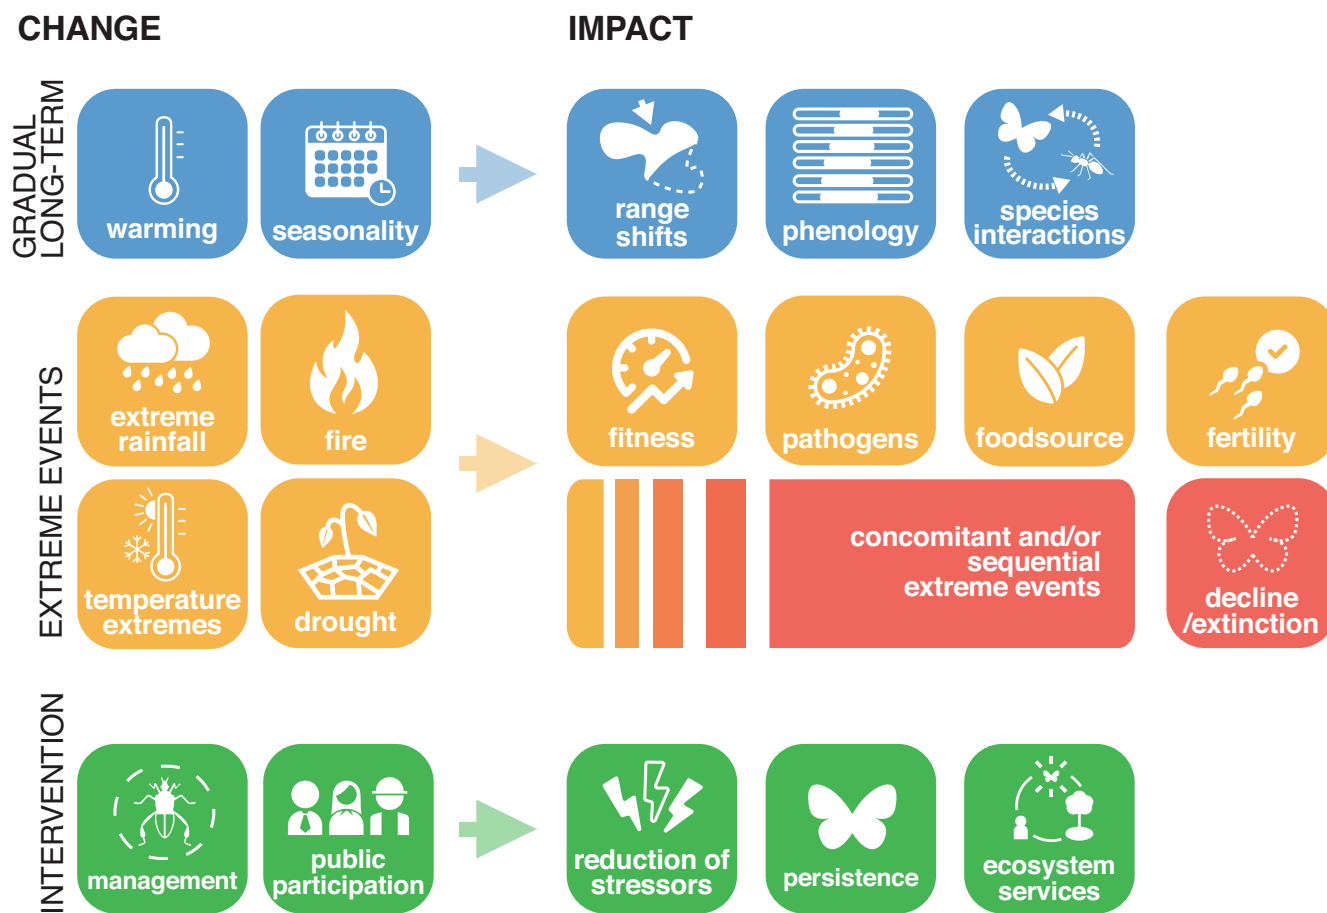 CHANGE
IMPACT
GRADUAL
LONG-TERM
warming
seasonality
range
shifts
phenology
species
interactions
EXTREME EVENTS
extreme
rainfall
fire
fitness
pathogens
foodsource
fertility
temperature
extremes
drought
concomitant and/or
sequential
extreme events
decline
/extinction
INTERVENTION
management
public
participation
reduction of
stressors
persistence
ecosystem
services